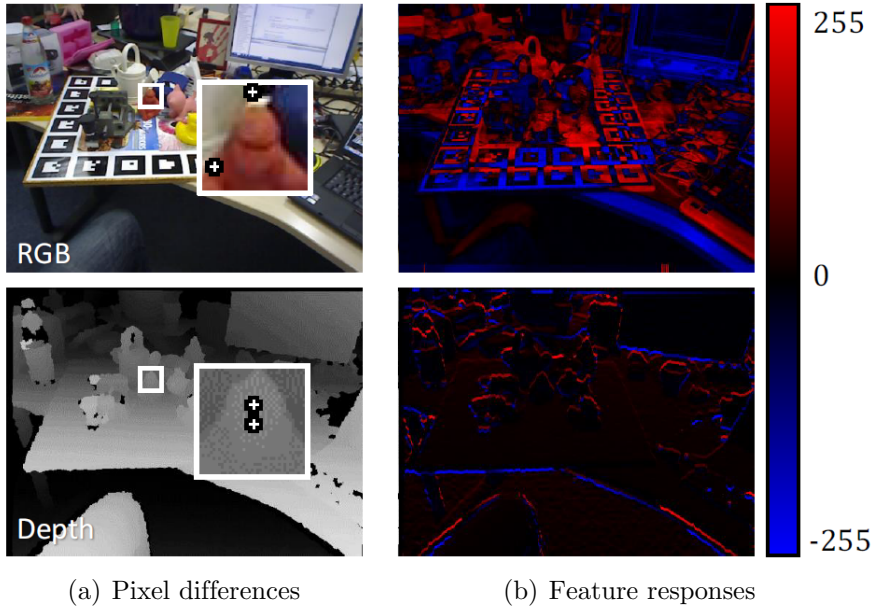 RGB
Depth
255
0
-255
(a) Pixel differences
(b) Feature responses